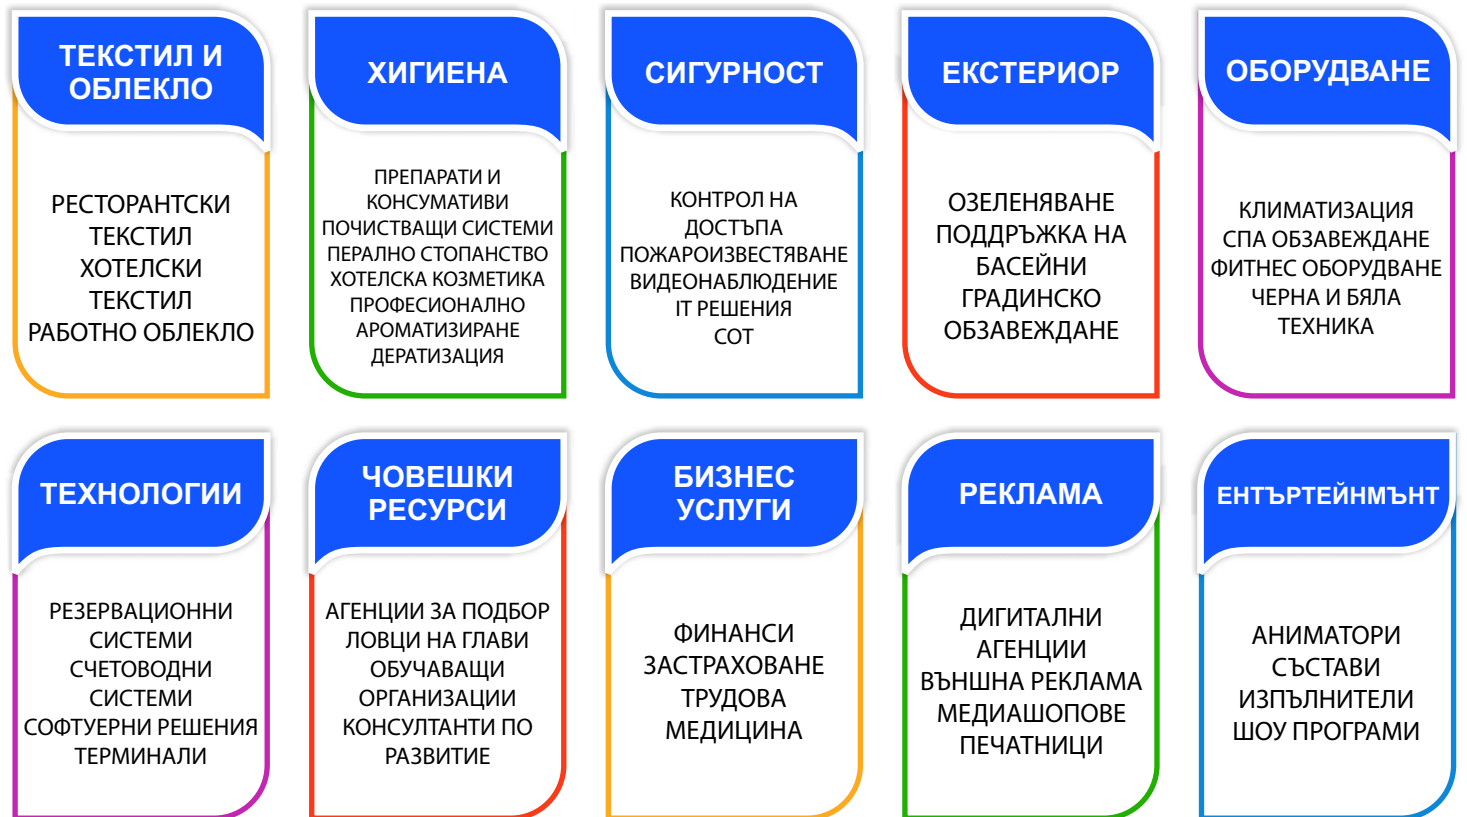 ТЕКСТИЛ И
ОБЛЕКЛО
РЕСТОРАНТСКИ
ТЕКСТИЛ
ХОТЕЛСКИ
ТЕКСТИЛ
РАБОТНО ОБЛЕКЛО
ХИГИЕНА
ПРЕПАРАТИ И
КОНСУМАТИВИ
ПОЧИСТВАЩИ СИСТЕМИ
ПЕРАЛНО СТОПАНСТВО
ХОТЕЛСКА КОЗМЕТИКА
ПРОФЕСИОНАЛНО
АРОМАТИЗИРАНЕ
ДЕРАТИЗАЦИЯ
СИГУРНОСТ
КОНТРОЛ НА
ДОСТЪПА
ПОЖАРОИЗВЕСТЯВАНЕ
ВИДЕОНАБЛЮДЕНИЕ
IT РЕШЕНИЯ
СОТ
ЕКСТЕРИОР
ОЗЕЛЕНЯВАНЕ
ПОДДРЪЖКА НА
БАСЕЙНИ
ГРАДИНСКО
ОБЗАВЕЖДАНЕ
ОБОРУДВАНЕ
КЛИМАТИЗАЦИЯ
СПА ОБЗАВЕЖДАНЕ
ФИТНЕС ОБОРУДВАНЕ
ЧЕРНА И БЯЛА
ТЕХНИКА
ТЕХНОЛОГИИ
РЕЗЕРВАЦИОННИ
СИСТЕМИ
СЧЕТОВОДНИ
СИСТЕМИ
СОФТУЕРНИ РЕШЕНИЯ
ТЕРМИНАЛИ
ЧОВЕШКИ
РЕСУРСИ
АГЕНЦИИ ЗА ПОДБОР
ЛОВЦИ НА ГЛАВИ
ОБУЧАВАЩИ
ОРГАНИЗАЦИИ
КОНСУЛТАНТИ ПО
РАЗВИТИЕ
БИЗНЕС
УСЛУГИ
ФИНАНСИ
ЗАСТРАХОВАНЕ
ТРУДОВА
МЕДИЦИНА
РЕКЛАМА
ДИГИТАЛНИ
АГЕНЦИИ
ВЪНШНА РЕКЛАМА
МЕДИАШОПОВЕ
ПЕЧАТНИЦИ
ЕНТЪРТЕЙНМЪНТ
АНИМАТОРИ
СЪСТАВИ
ИЗПЪЛНИТЕЛИ
ШОУ ПРОГРАМИ